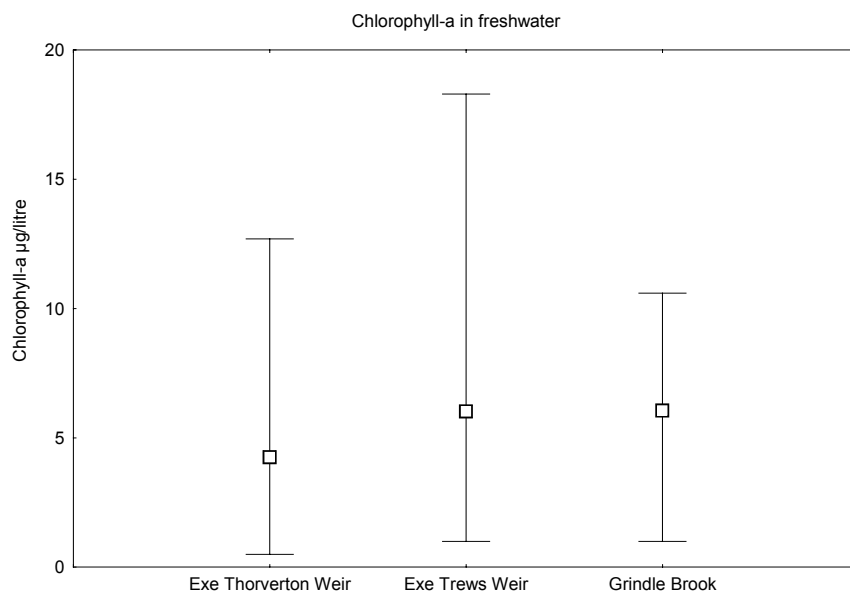 Chlorophyll-a in freshwater
Chlorophyll-a µg/litre
20
15
10
5
0
Exe Thorverton Weir Exe Trews Weir Grindle Brook